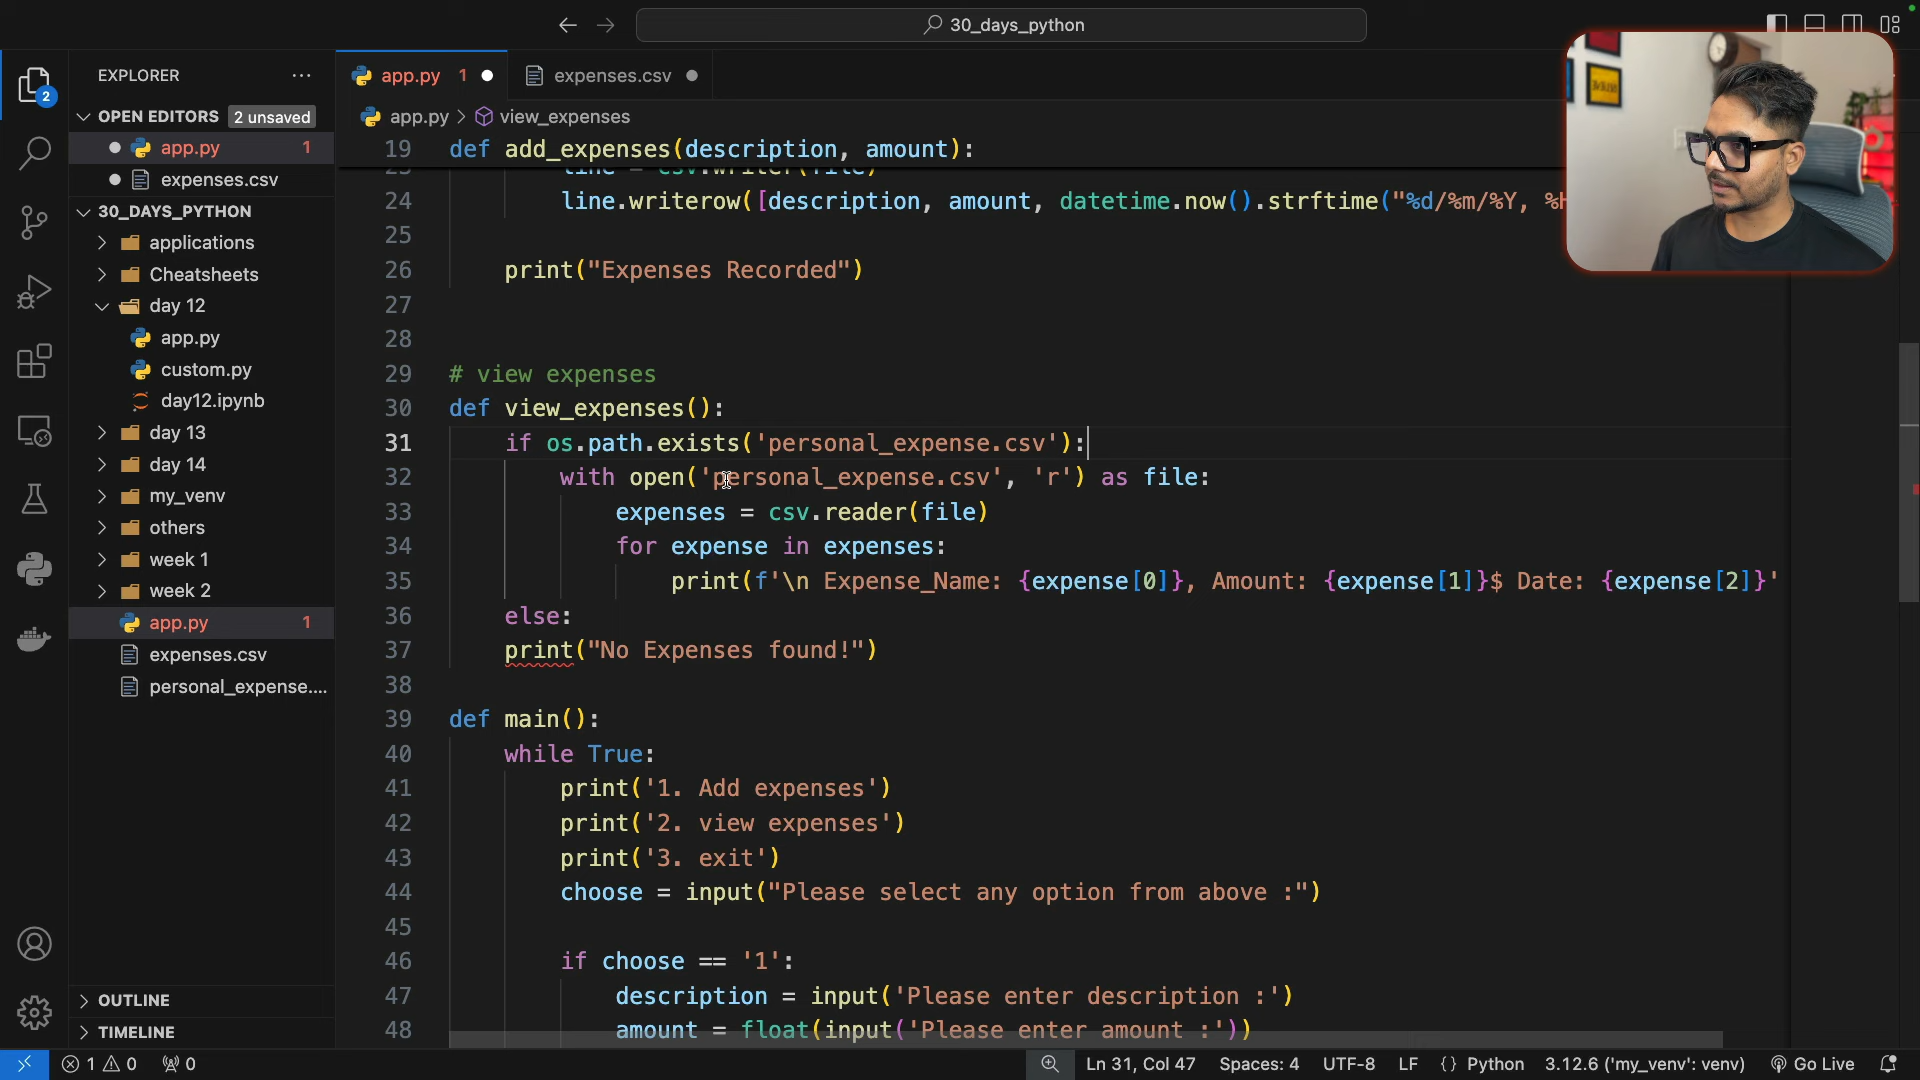 30_days_python
EXPLORER
OPEN EDITORS 2 unsaved
app.py 1
expenses.csv
30_DAYS_PYTHON
applications
Cheatsheets
day 12
app.py
custom.py
day12.ipynb
day 13
day 14
my_venv
others
week 1
week 2
app.py 1
expenses.csv
personal_expense....
OUTLINE
TIMELINE
2
app.py 1
expenses.csv
app.py > view_expenses
19 def add_expenses(description, amount):
line = csv.writer(file)
24 line.writerow([description, amount, datetime.now().strftime("%d/%m/%Y, %H
25
26 print("Expenses Recorded")
27
28
29 # view expenses
30 def view_expenses():
31 if os.path.exists('personal_expense.csv'):
32 with open('personal_expense.csv', 'r') as file:
33 expenses = csv.reader(file)
34 for expense in expenses:
35 print(f'\n Expense_Name: {expense[0]}, Amount: {expense[1]}$ Date: {expense[2]}'
36 else:
37 print("No Expenses found!")
38
39 def main():
40 while True:
41 print('1. Add expenses')
42 print('2. view expenses')
43 print('3. exit')
44 choose = input("Please select any option from above :")
45
46 if choose == '1':
47 description = input('Please enter description :')
48 amount = float(input('Please enter amount :'))
1 0 0
Ln 31, Col 47 Spaces: 4 UTF-8 LF {} Python 3.12.6 ('my_venv': venv) Go Live